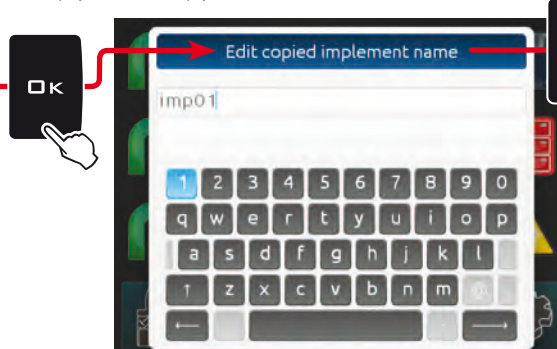 OK
Edit copied implement name
imp01
1 2 3 4 5 6 7 8 9 0
q w e r t y u i o p
a s d f g h j k l
↑ z x c v b n m @
← →